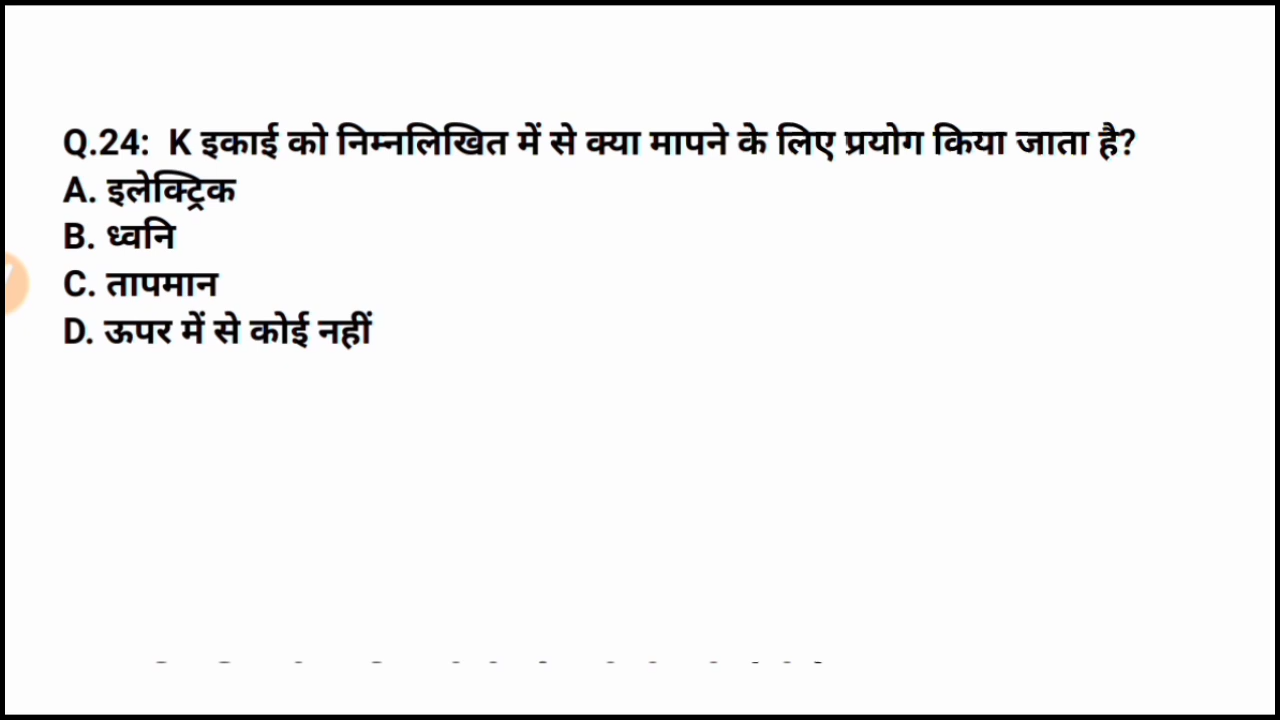 Q.24: K इकाई को निम्नलिखित में से क्या मापने के लिए प्रयोग किया जाता है?
A. इलेक्ट्रिक
B. ध्वनि
C. तापमान
D. ऊपर में से कोई नहीं